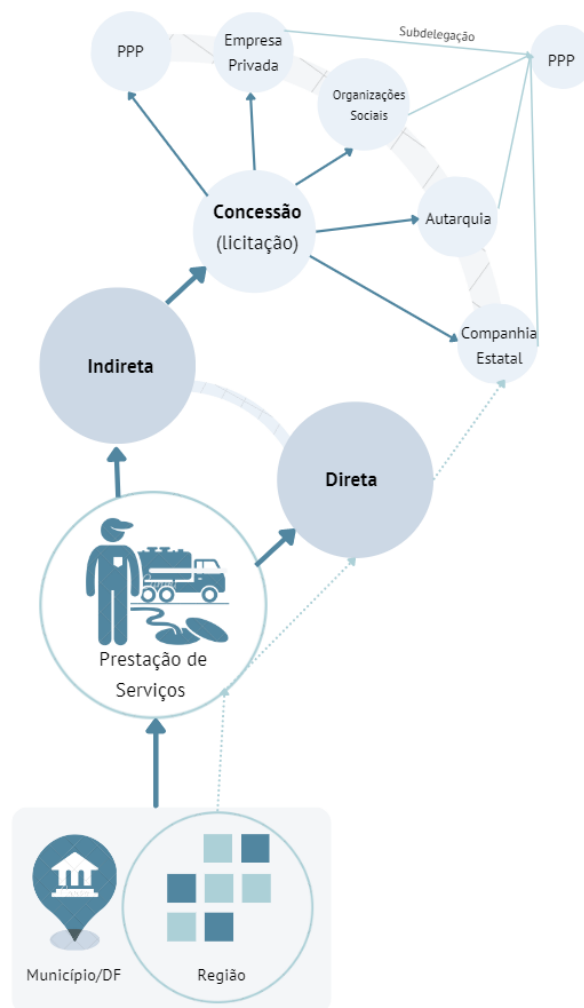 Subdelegação
PPP
Empresa
Privada
PPP
Organizações
Sociais
Concessão
(licitação)
Autarquia
Companhia
Estatal
Indireta
Direta
Prestação de
Serviços
Município/DF
Região